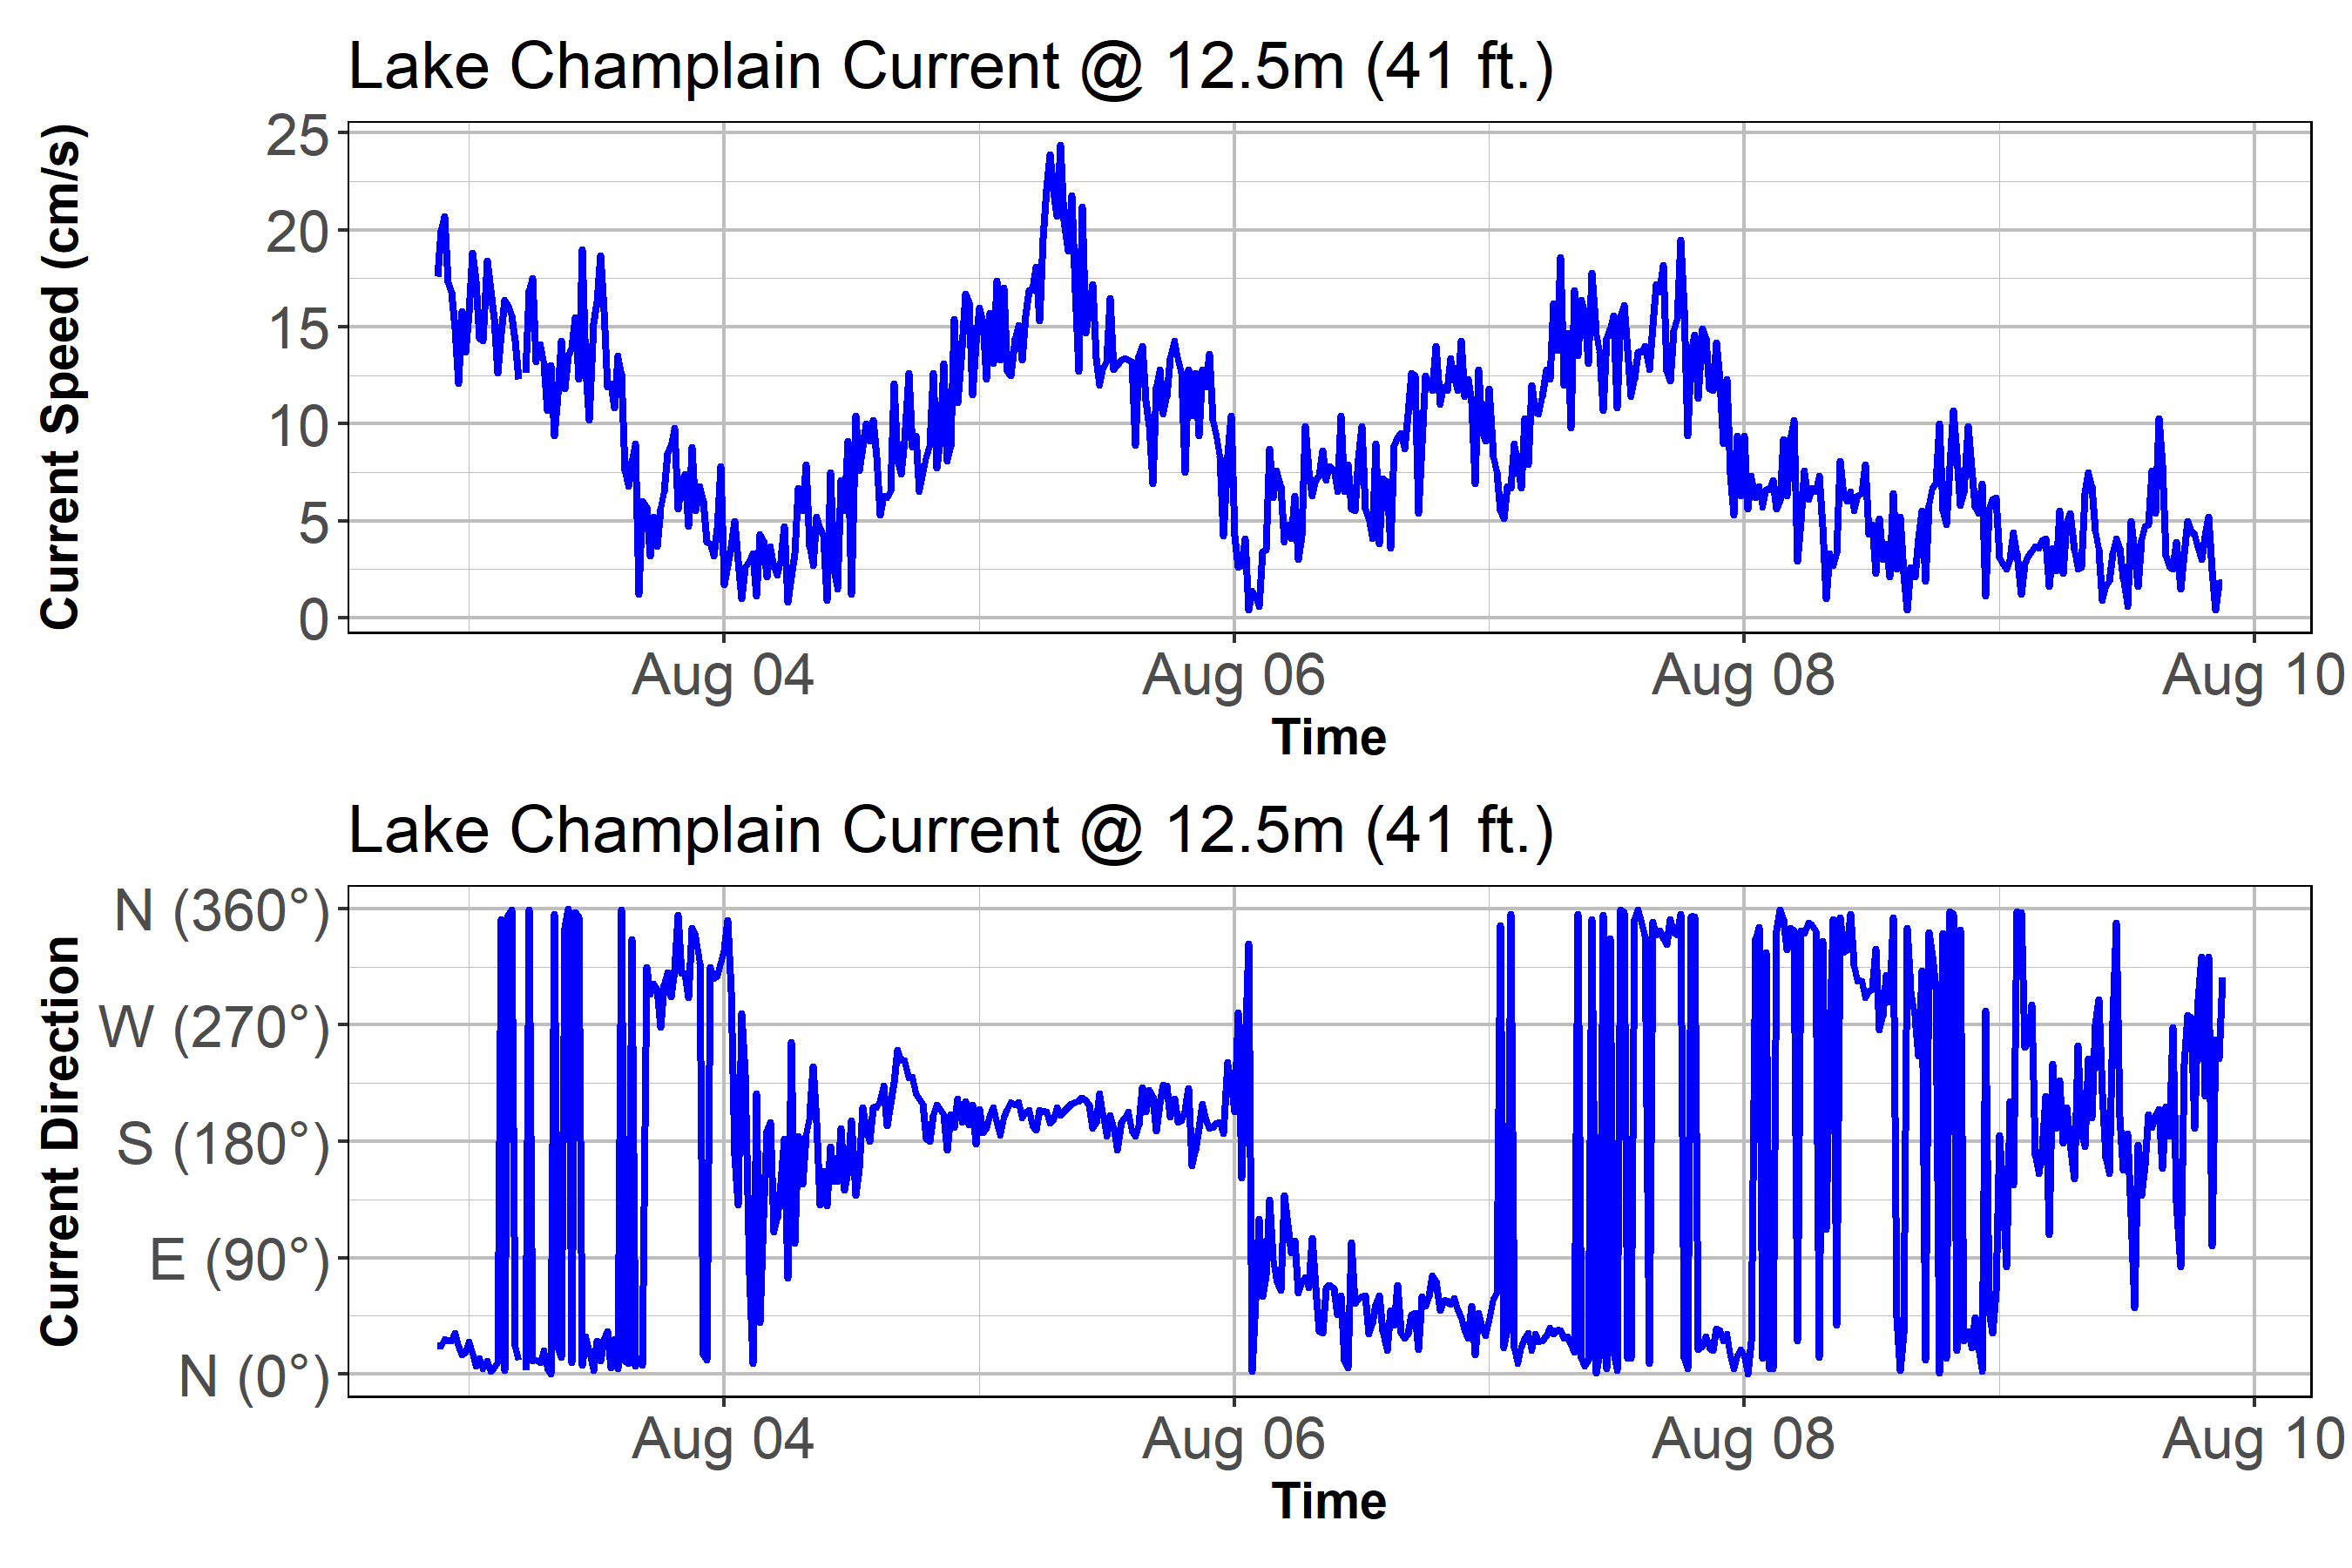 Lake Champlain Current @ 12.5m (41 ft.)
Current Speed (cm/s)
25
20
15
10
5
0
Aug 04
Aug 06
Aug 08
Aug 10
Time
Lake Champlain Current @ 12.5m (41 ft.)
Current Direction
N (360°)
W (270°)
S (180°)
E (90°)
N (0°)
Aug 04
Aug 06
Aug 08
Aug 10
Time